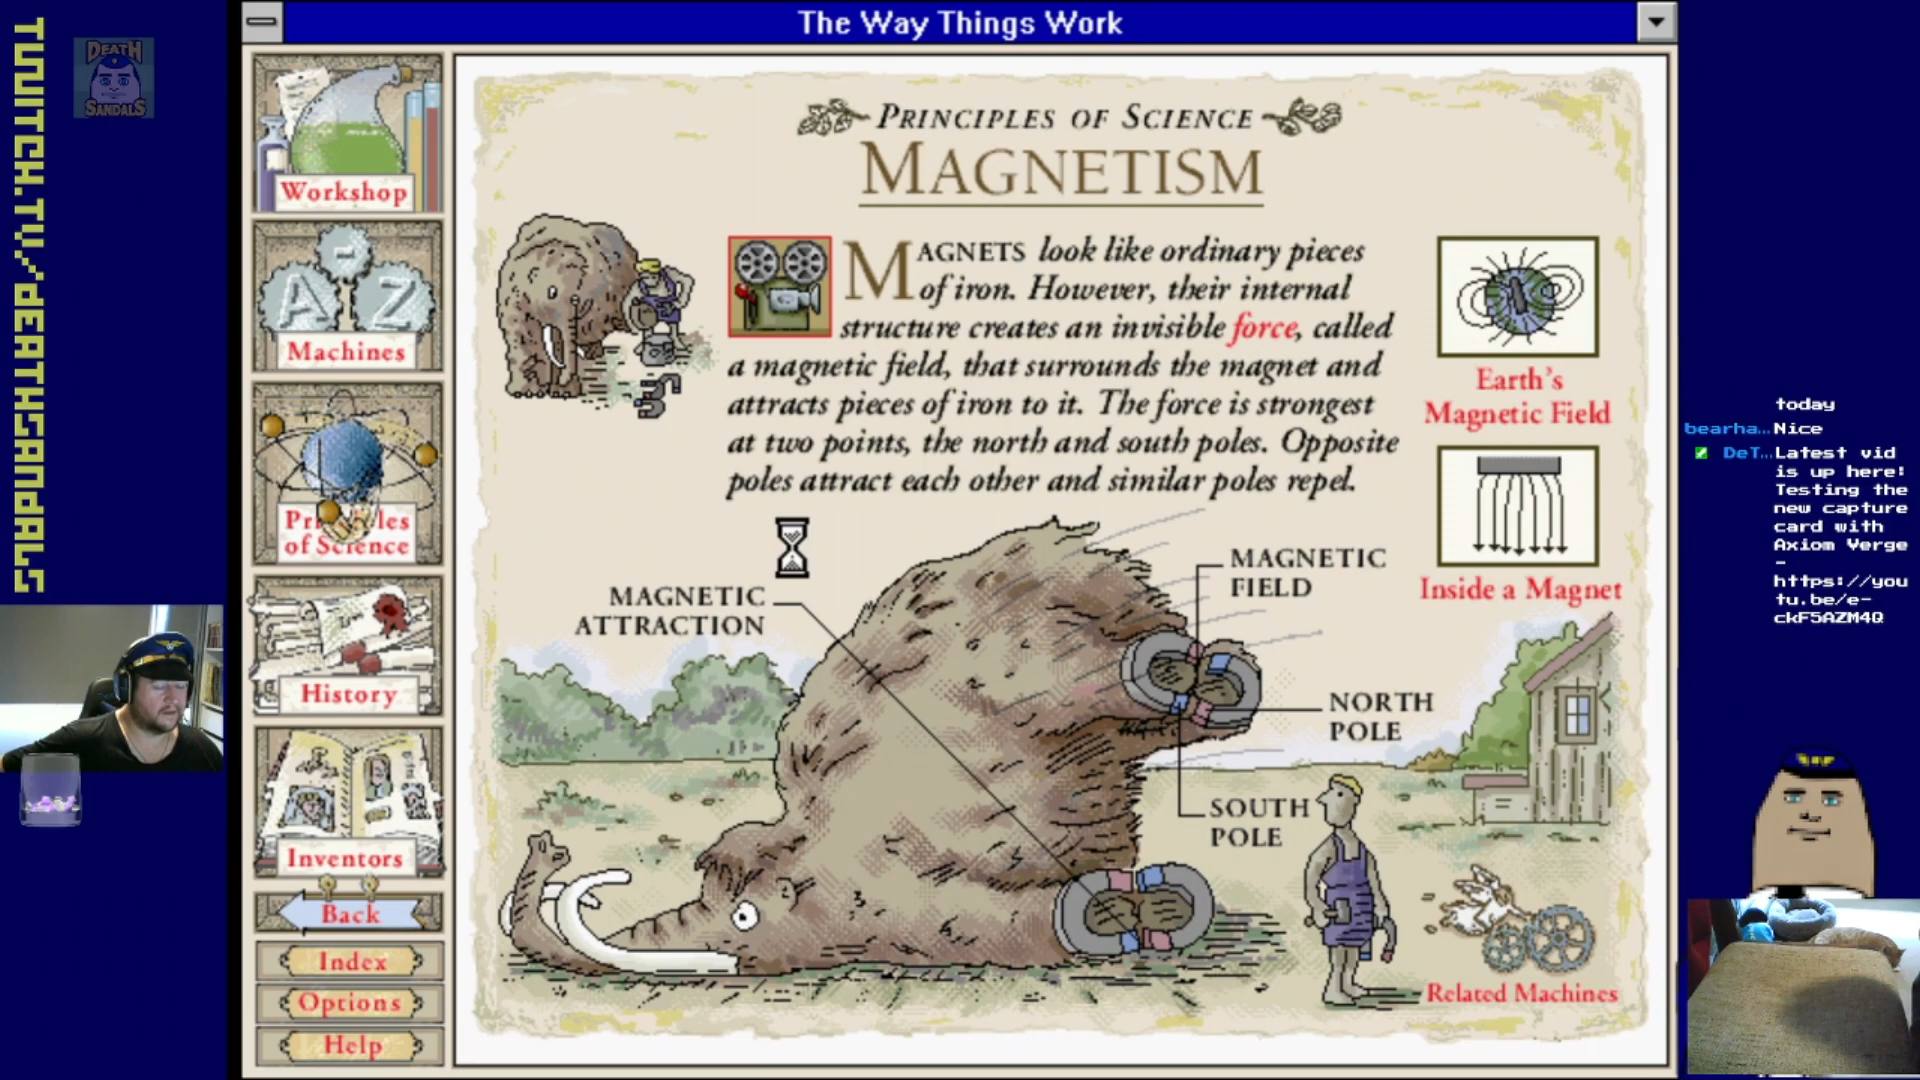 TWITCH.TV/DEATHSANDALS
DEATH
SANDALS
The Way Things Work
Workshop
A - Z
Machines
Principles
of Science
History
Inventors
Back
Index
Options
Help
PRINCIPLES OF SCIENCE
MAGNETISM
MAGNETS look like ordinary pieces
of iron. However, their internal
structure creates an invisible force, called
a magnetic field, that surrounds the magnet and
attracts pieces of iron to it. The force is strongest
at two points, the north and south poles. Opposite
poles attract each other and similar poles repel.
Earth's
Magnetic Field
Inside a Magnet
MAGNETIC
ATTRACTION
MAGNETIC
FIELD
NORTH
POLE
SOUTH
POLE
Related Machines
today
bearha...Nice
DeT...Latest vid
is up here:
Testing the
new capture
card with
Axiom Verge
-
https://you
tu.be/e-
ckF5AZM4Q